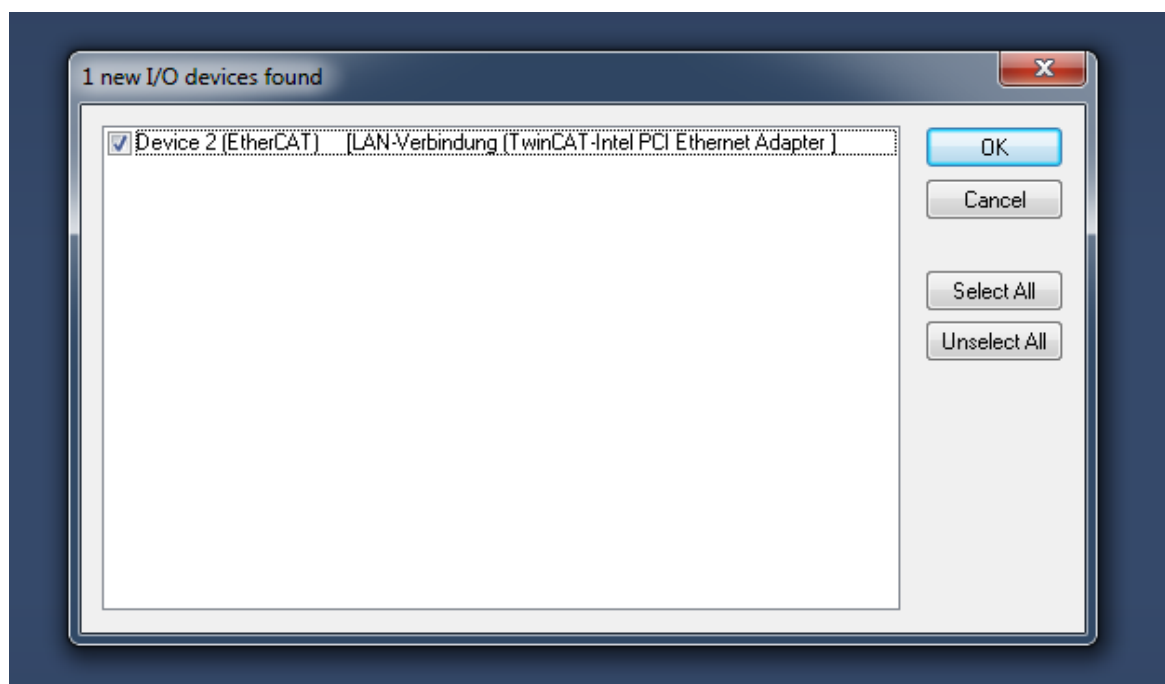 1 new I/O devices found
Device 2 (EtherCAT) [LAN-Verbindung (TwinCAT-Intel PCI Ethernet Adapter ]
OK
Cancel
Select All
Unselect All